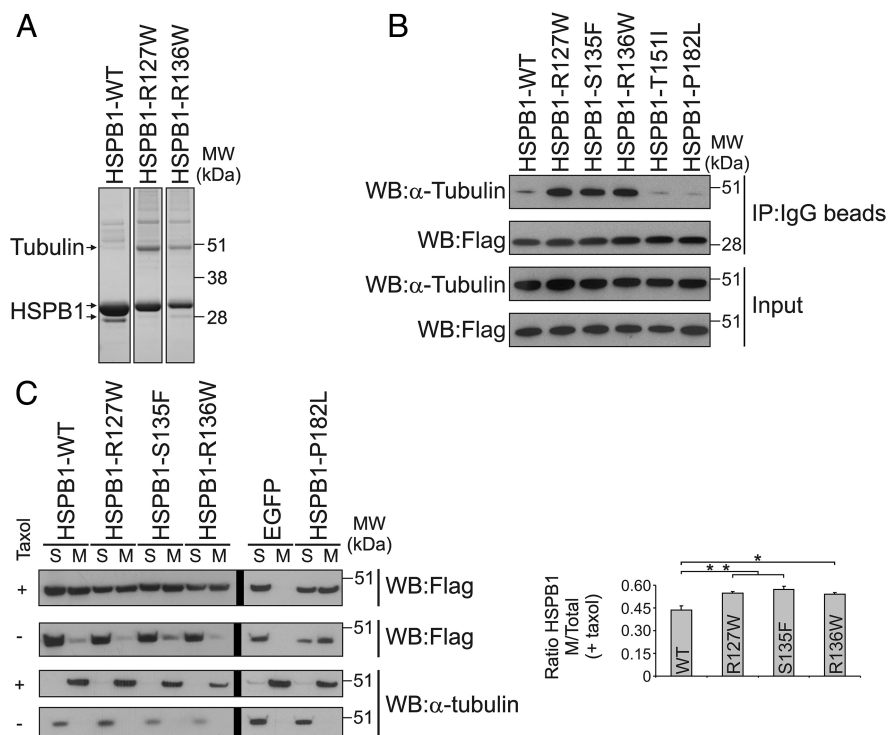 A
HSPB1-WT
HSPB1-R127W
HSPB1-R136W
MW
(kDa)
Tubulin
51
38
HSPB1
28
B
HSPB1-WT
HSPB1-R127W
HSPB1-S135F
HSPB1-R136W
HSPB1-T151I
HSPB1-P182L
MW
(kDa)
WB:α-Tubulin
51
IP:IgG beads
WB:Flag
28
WB:α-Tubulin
51
Input
WB:Flag
51
C
Taxol
HSPB1-WT
HSPB1-R127W
HSPB1-S135F
HSPB1-R136W
EGFP
HSPB1-P182L
MW
(kDa)
S M S M S M S M S M S M
+ 51 WB:Flag
- 51 WB:Flag
+ 51
WB:α-tubulin
- 51
Ratio HSPB1
M/Total
(+ taxol)
0.60
0.45
0.30
0.15
0
WT
R127W
S135F
R136W
*
* *